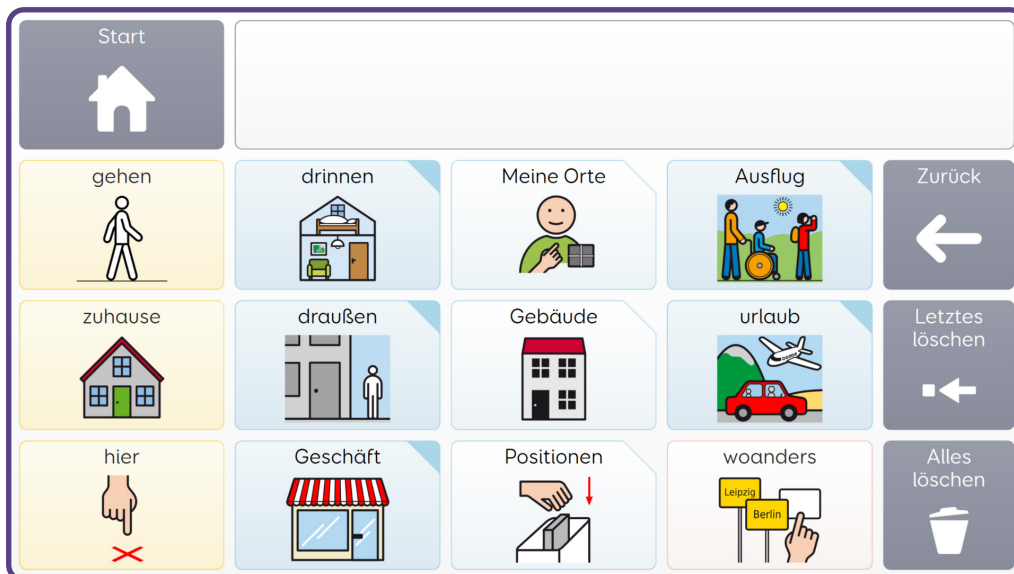 Start
gehen
drinnen
Meine Orte
Ausflug
Zurück
zuhause
draußen
Gebäude
urlaub
Letztes
löschen
hier
Geschäft
Positionen
woanders
Leipzig
Berlin
Alles
löschen